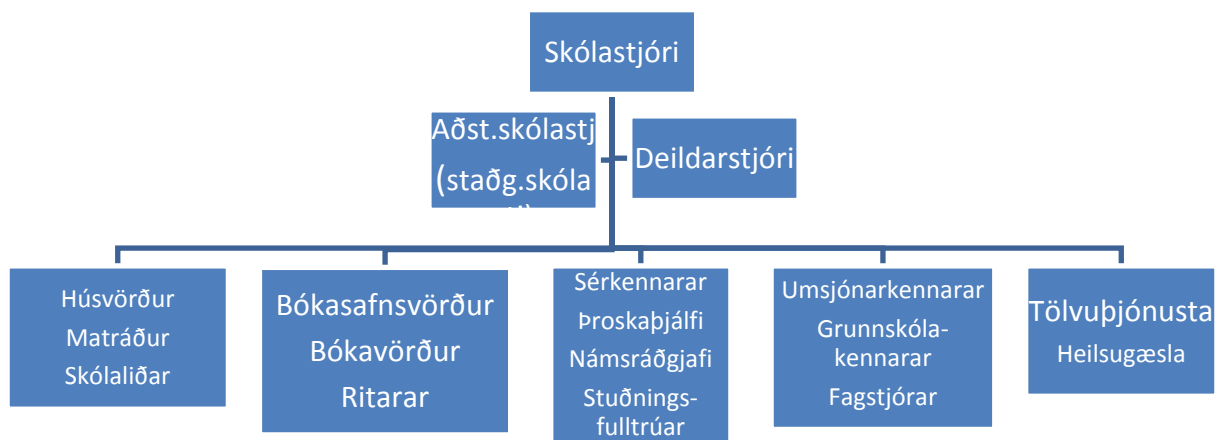 Skólastjóri
Aðst.skólastj
(staðg.skóla
Deildarstjóri
Húsvörður
Matráður
Skólaliðar
Bókasafnsvörður
Bókavörður
Ritarar
Sérkennarar
Þroskaþjálfi
Námsráðgjafi
Stuðnings-
fulltrúar
Umsjónarkennarar
Grunnskóla-
kennarar
Fagstjórar
Tölvuþjónusta
Heilsugæsla